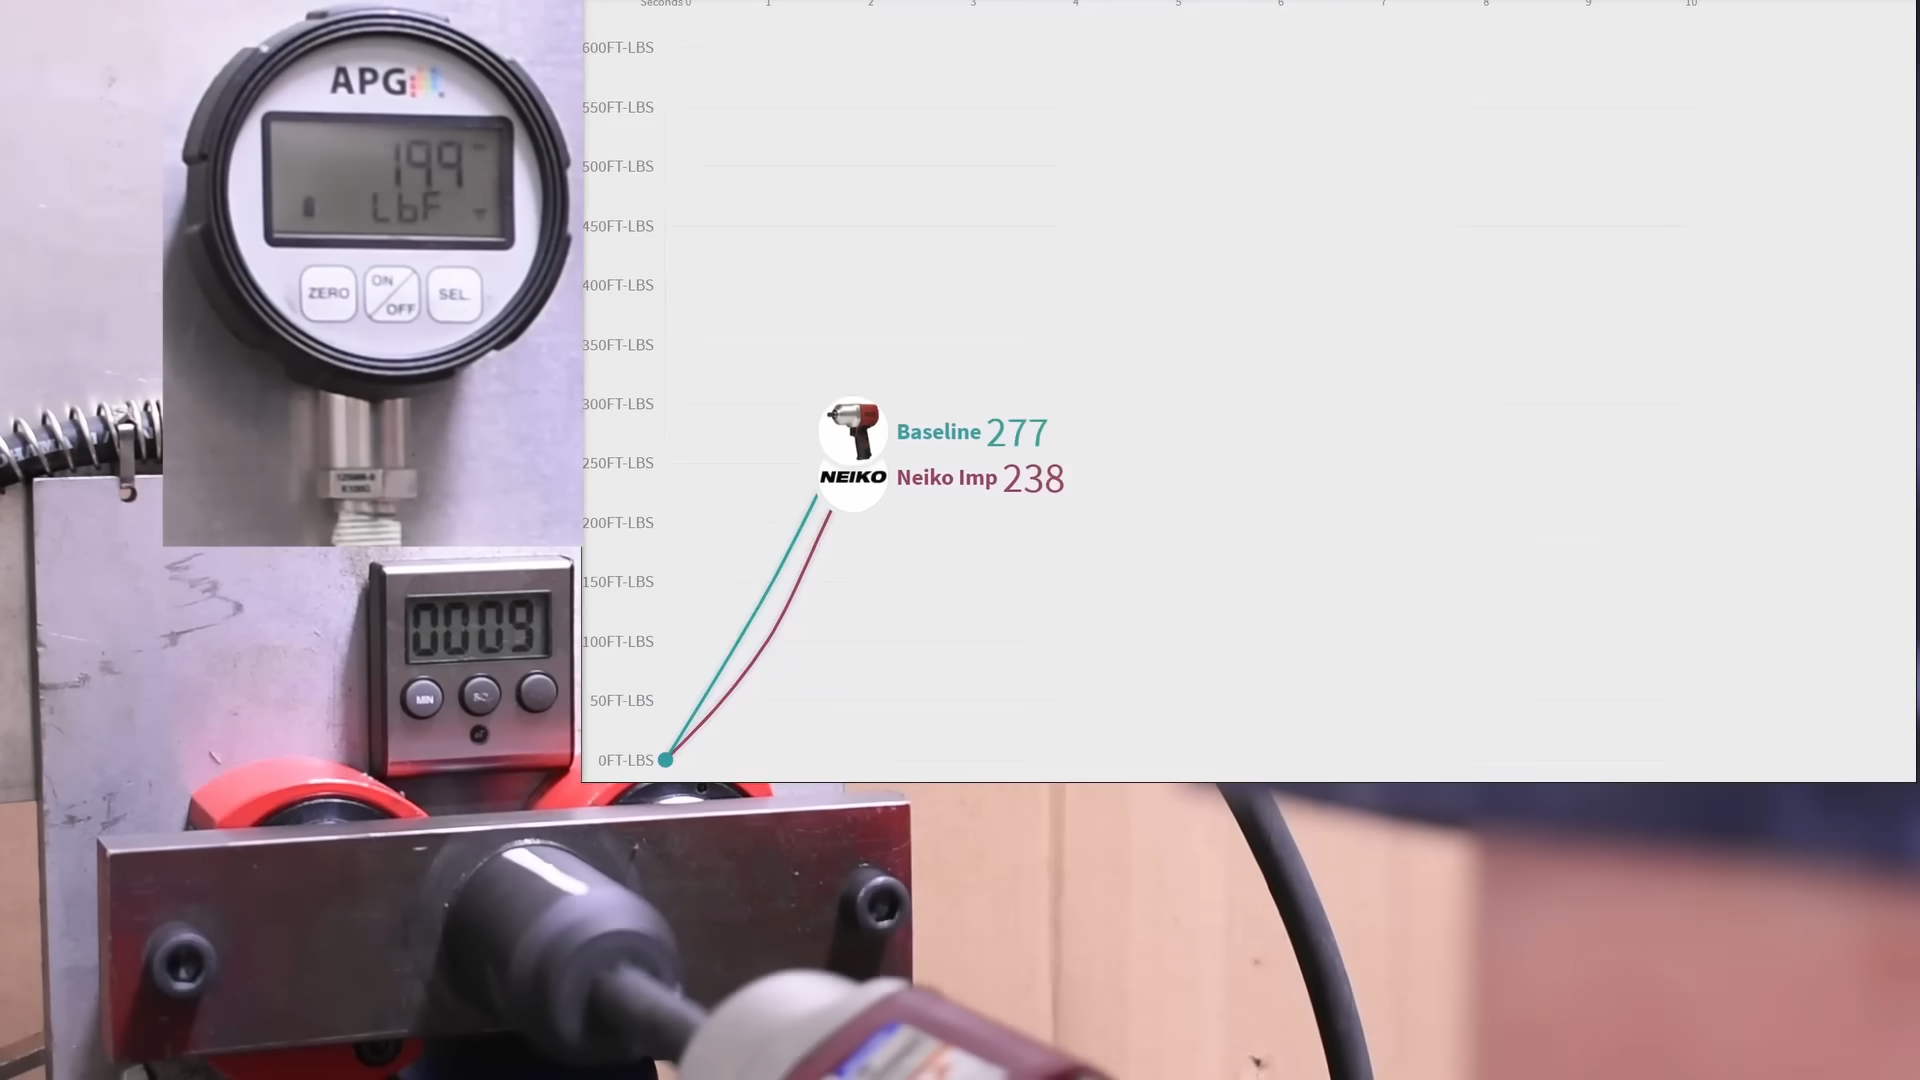 APG
199
LbF
ZERO
ON
OFF
SEL
0009
MIN
Seconds 0 1 2 3 4 5 6 7 8 9 10
600FT-LBS
550FT-LBS
500FT-LBS
450FT-LBS
400FT-LBS
350FT-LBS
300FT-LBS
250FT-LBS
200FT-LBS
150FT-LBS
100FT-LBS
50FT-LBS
0FT-LBS
Baseline 277
NEIKO Neiko Imp 238